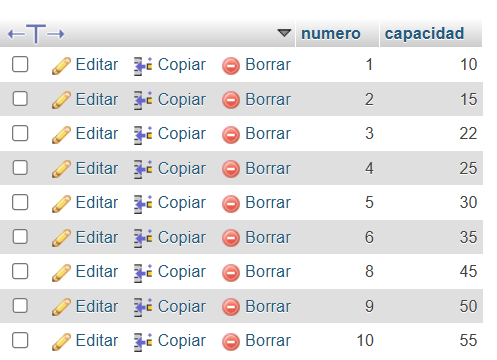 numero capacidad
Editar Copiar Borrar 1 10
Editar Copiar Borrar 2 15
Editar Copiar Borrar 3 22
Editar Copiar Borrar 4 25
Editar Copiar Borrar 5 30
Editar Copiar Borrar 6 35
Editar Copiar Borrar 8 45
Editar Copiar Borrar 9 50
Editar Copiar Borrar 10 55